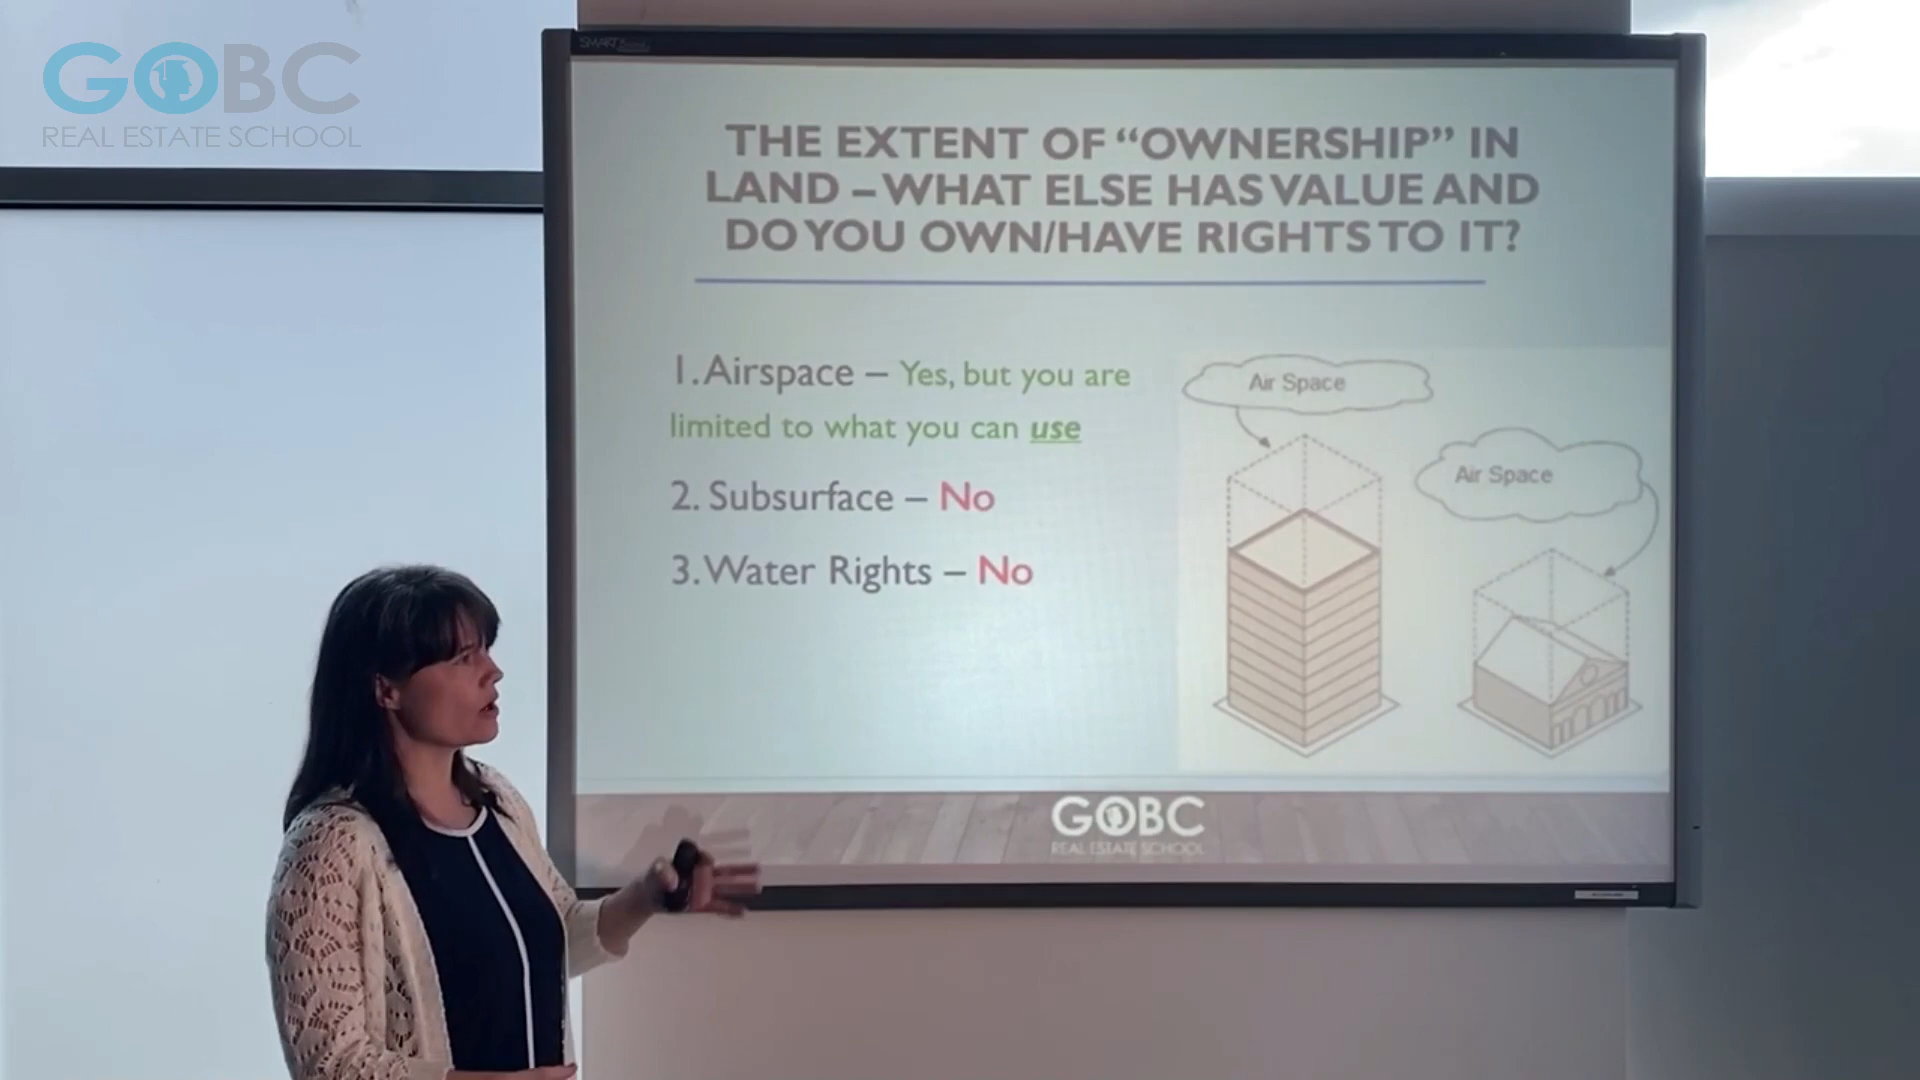 GOBC
REAL ESTATE SCHOOL
SMART
THE EXTENT OF “OWNERSHIP” IN
LAND – WHAT ELSE HAS VALUE AND
DO YOU OWN/HAVE RIGHTS TO IT?
1. Airspace – Yes, but you are
limited to what you can use
2. Subsurface – No
3. Water Rights – No
Air Space
Air Space
GOBC
REAL ESTATE SCHOOL